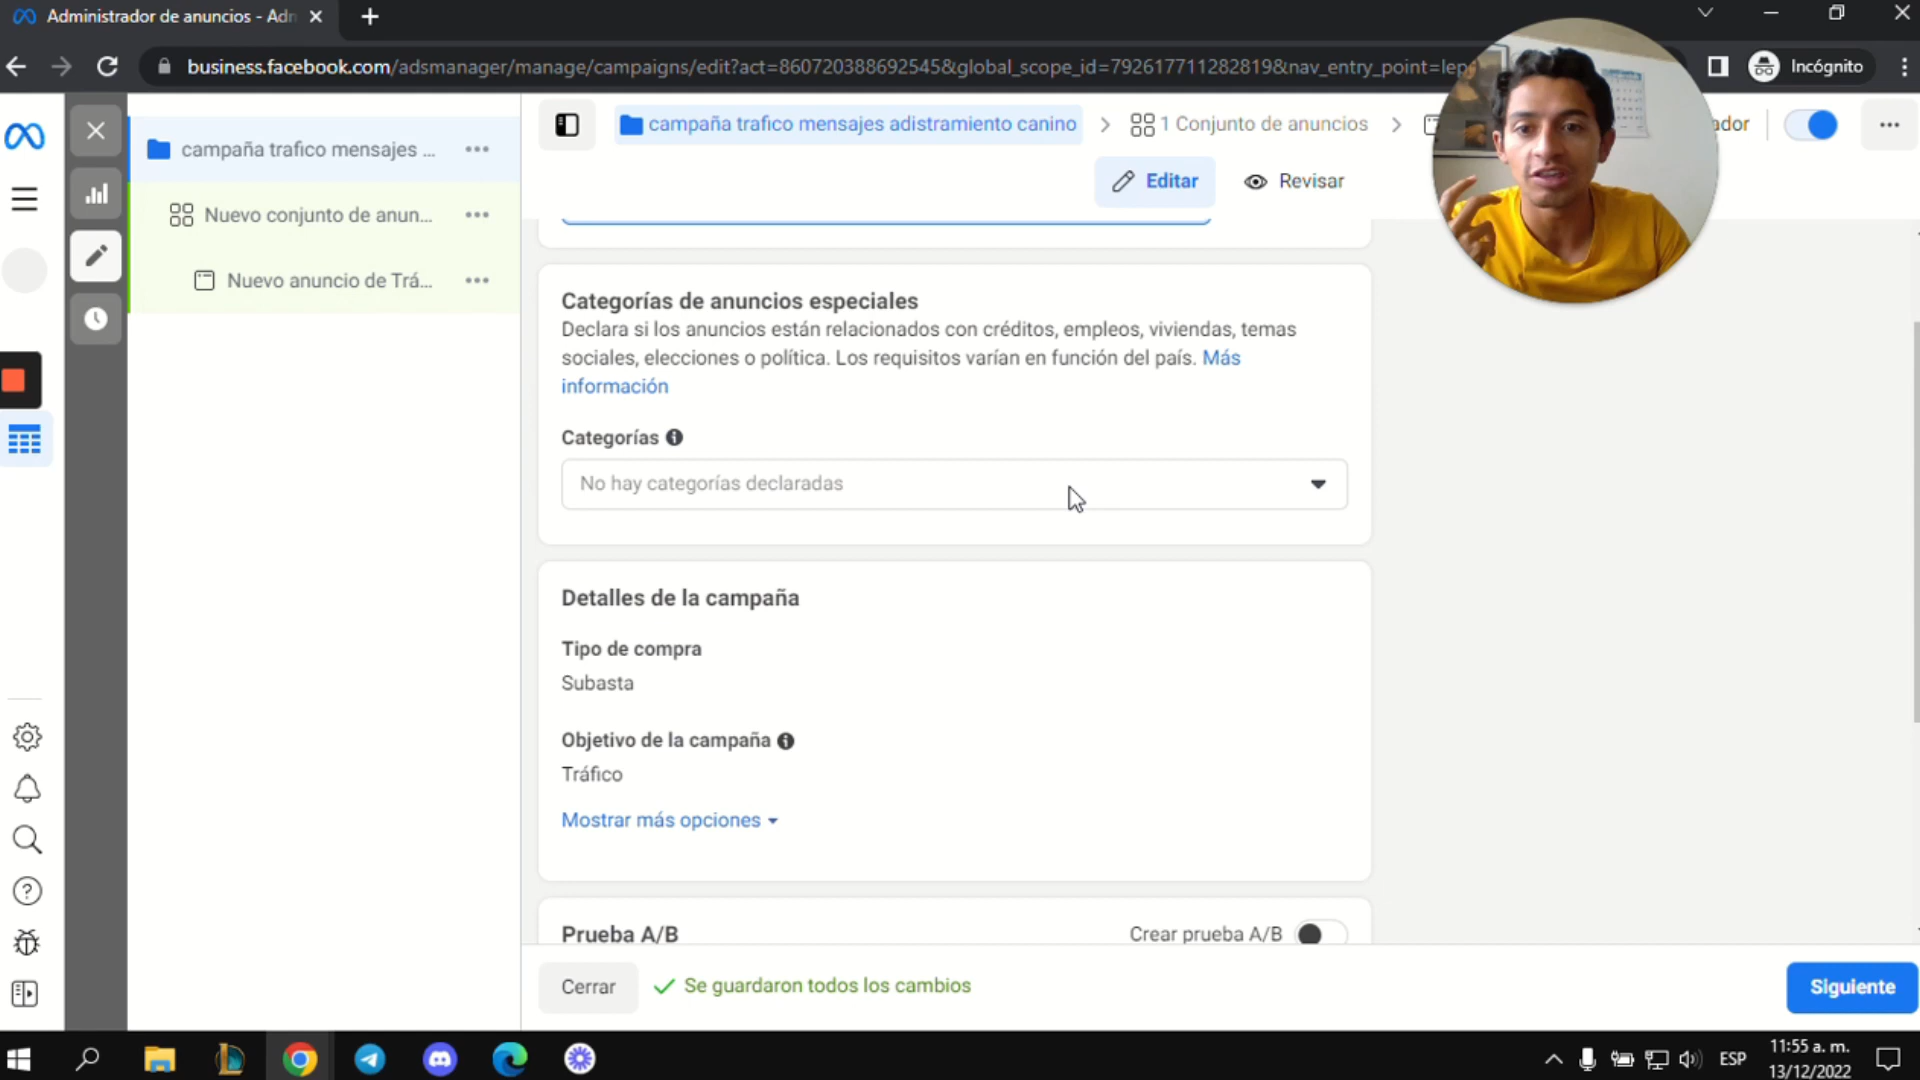 Administrador de anuncios - Adm
business.facebook.com/adsmanager/manage/campaigns/edit?act=860720388692545&global_scope_id=792617711282819&nav_entry_point=lep
Incógnito
campaña trafico mensajes ...
Nuevo conjunto de anun...
Nuevo anuncio de Trá...
campaña trafico mensajes adistramiento canino
1 Conjunto de anuncios
ador
Editar
Revisar
Categorías de anuncios especiales
Declara si los anuncios están relacionados con créditos, empleos, viviendas, temas
sociales, elecciones o política. Los requisitos varían en función del país. Más
información
Categorías
No hay categorías declaradas
Detalles de la campaña
Tipo de compra
Subasta
Objetivo de la campaña
Tráfico
Mostrar más opciones
Prueba A/B
Crear prueba A/B
Cerrar
Se guardaron todos los cambios
Siguiente
ESP
11:55 a. m.
13/12/2022